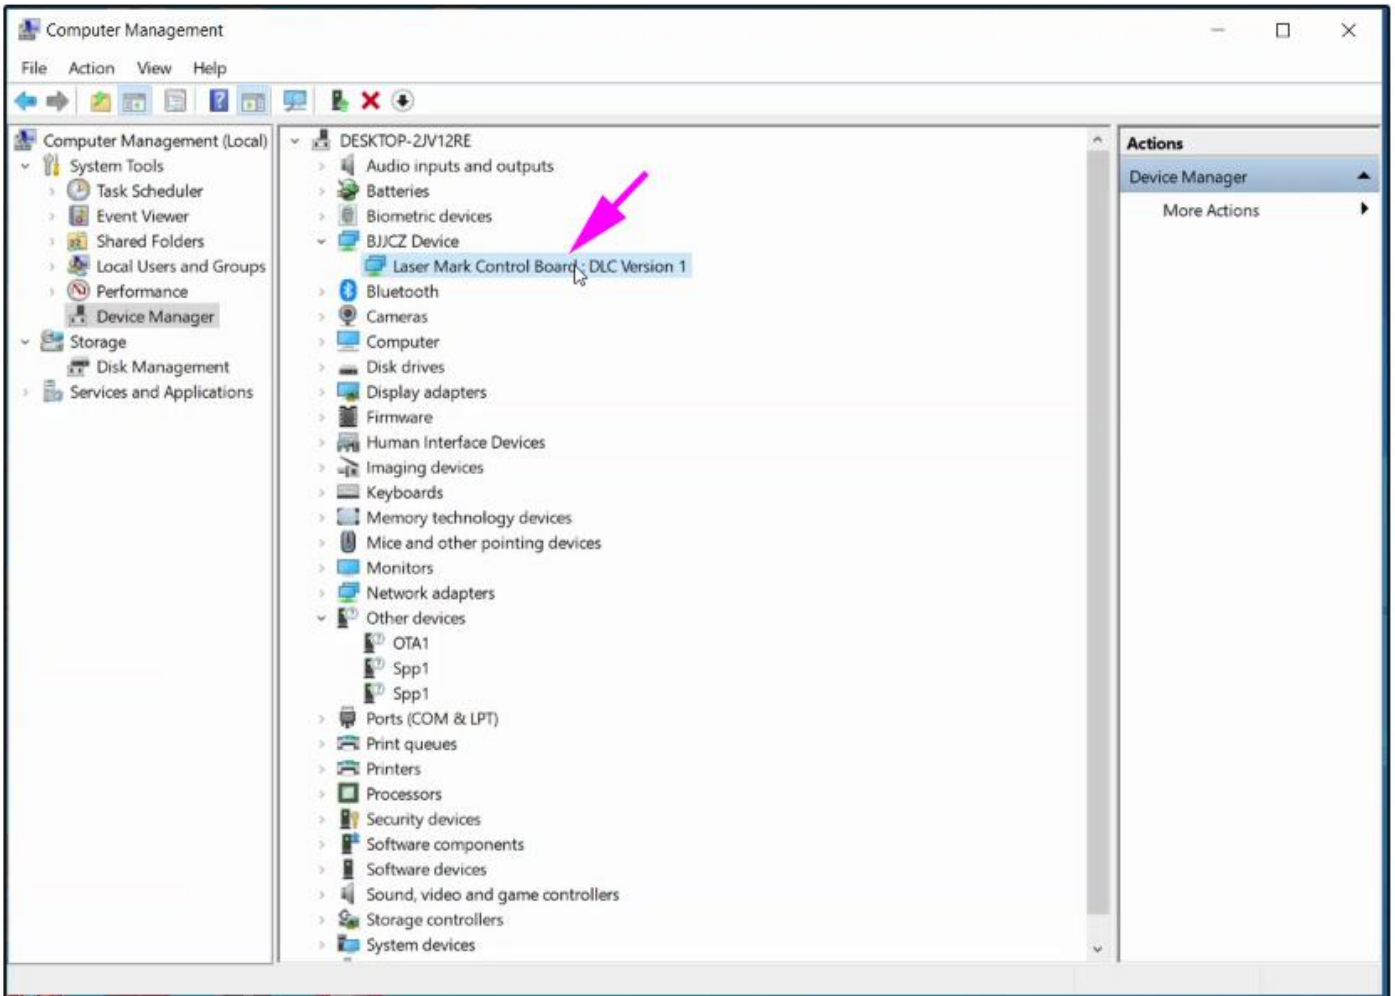 Computer Management
File Action View Help
Computer Management (Local)
System Tools
Task Scheduler
Event Viewer
Shared Folders
Local Users and Groups
Performance
Device Manager
Storage
Disk Management
Services and Applications
DESKTOP-2JV12RE
Audio inputs and outputs
Batteries
Biometric devices
BJJCZ Device
Laser Mark Control Board : DLC Version 1
Bluetooth
Cameras
Computer
Disk drives
Display adapters
Firmware
Human Interface Devices
Imaging devices
Keyboards
Memory technology devices
Mice and other pointing devices
Monitors
Network adapters
Other devices
OTA1
Spp1
Spp1
Ports (COM & LPT)
Print queues
Printers
Processors
Security devices
Software components
Software devices
Sound, video and game controllers
Storage controllers
System devices
Actions
Device Manager
More Actions